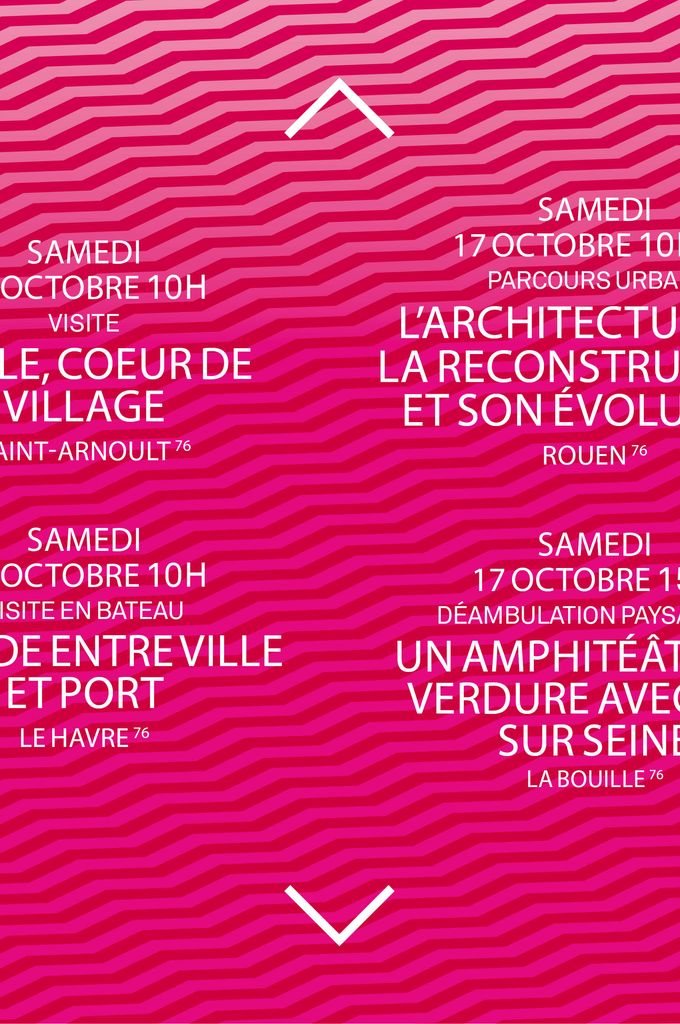 SAMEDI
OCTOBRE 10H
VISITE
LE, COEUR DE
VILLAGE
AINT-ARNOULT 76
SAMEDI
OCTOBRE 10H
ISITE EN BATEAU
DE ENTRE VILLE
ET PORT
LE HAVRE 76
SAMEDI
17 OCTOBRE 10H
PARCOURS URBA
L’ARCHITECTU
LA RECONSTRU
ET SON ÉVOLU
ROUEN 76
SAMEDI
17 OCTOBRE 15
DÉAMBULATION PAYSA
UN AMPHITÉÂT
VERDURE AVEC
SUR SEINE
LA BOUILLE 76